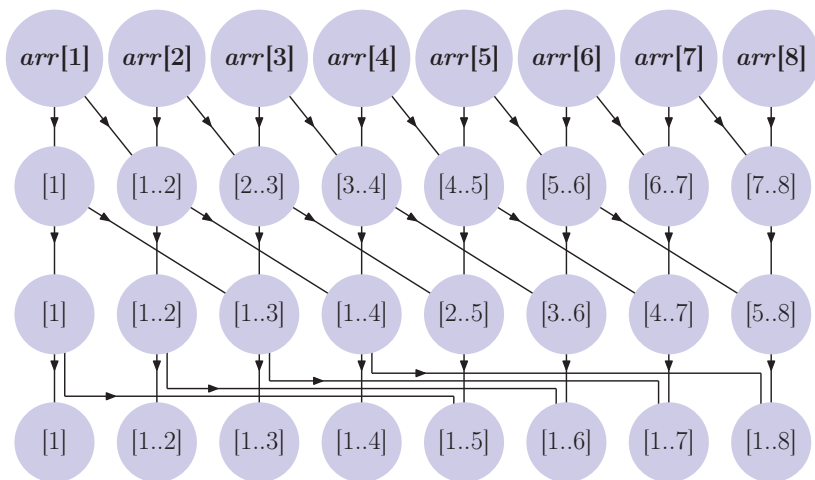 arr[1] arr[2] arr[3] arr[4] arr[5] arr[6] arr[7] arr[8]
[1] [1..2] [2..3] [3..4] [4..5] [5..6] [6..7] [7..8]
[1] [1..2] [1..3] [1..4] [2..5] [3..6] [4..7] [5..8]
[1] [1..2] [1..3] [1..4] [1..5] [1..6] [1..7] [1..8]